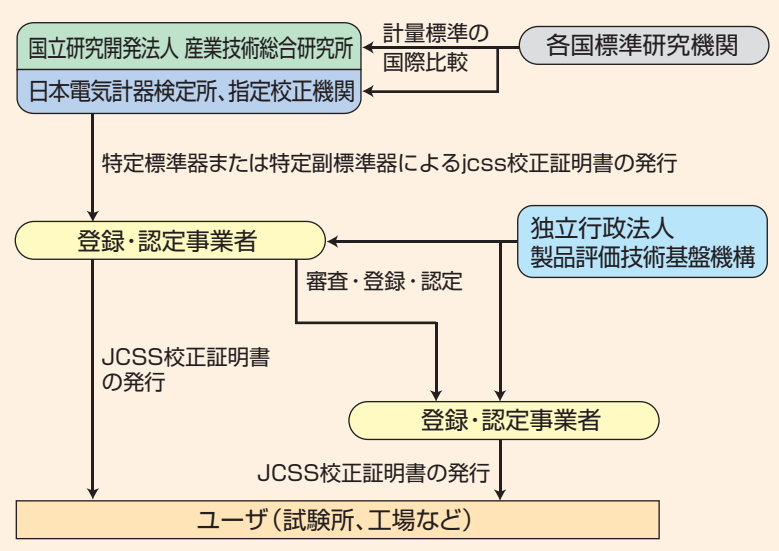 国立研究開発法人 産業技術総合研究所
日本電気計器検定所、指定校正機関
計量標準の
国際比較
各国標準研究機関
特定標準器または特定副標準器によるjcss校正証明書の発行
登録・認定事業者
独立行政法人
製品評価技術基盤機構
審査・登録・認定
JCSS校正証明書
の発行
登録・認定事業者
JCSS校正証明書の発行
ユーザ(試験所、工場など)